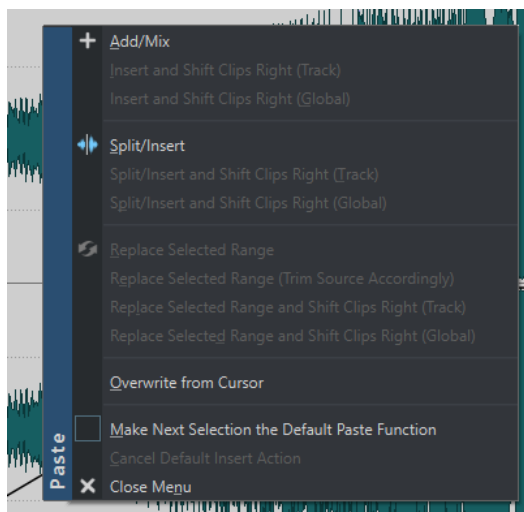 Add/Mix
Insert and Shift Clips Right (Track)
Insert and Shift Clips Right (Global)
Split/Insert
Split/Insert and Shift Clips Right (Track)
Split/Insert and Shift Clips Right (Global)
Replace Selected Range
Replace Selected Range (Trim Source Accordingly)
Replace Selected Range and Shift Clips Right (Track)
Replace Selected Range and Shift Clips Right (Global)
Overwrite from Cursor
Make Next Selection the Default Paste Function
Cancel Default Insert Action
Close Menu
Paste